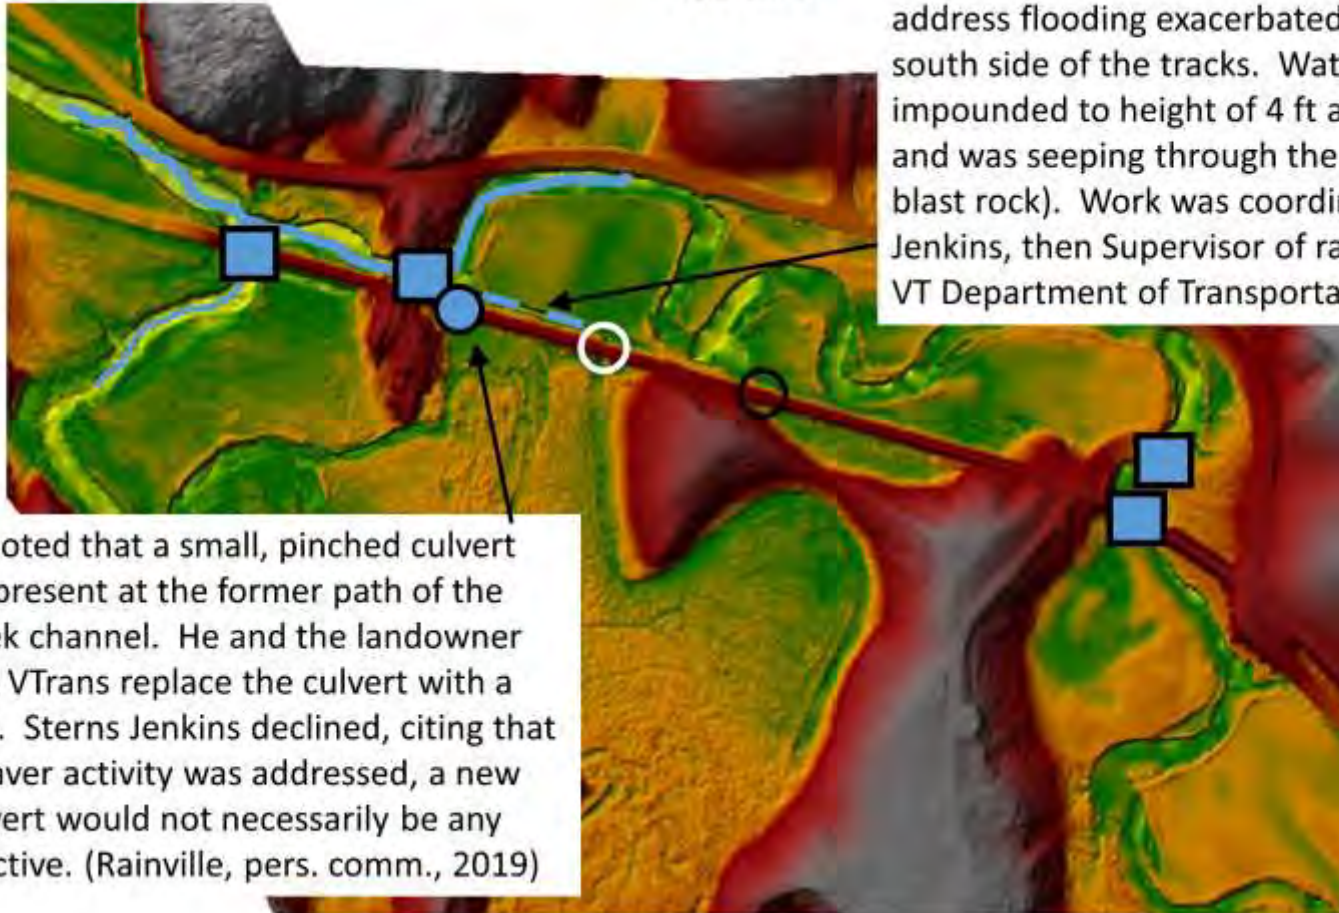 address flooding exacerbated
south side of the tracks. Wat
impounded to height of 4 ft a
and was seeping through the
blast rock). Work was coordi
Jenkins, then Supervisor of ra
VT Department of Transporta
oted that a small, pinched culvert
present at the former path of the
ek channel. He and the landowner
VTrans replace the culvert with a
. Sterns Jenkins declined, citing that
aver activity was addressed, a new
vert would not necessarily be any
ctive. (Rainville, pers. comm., 2019)